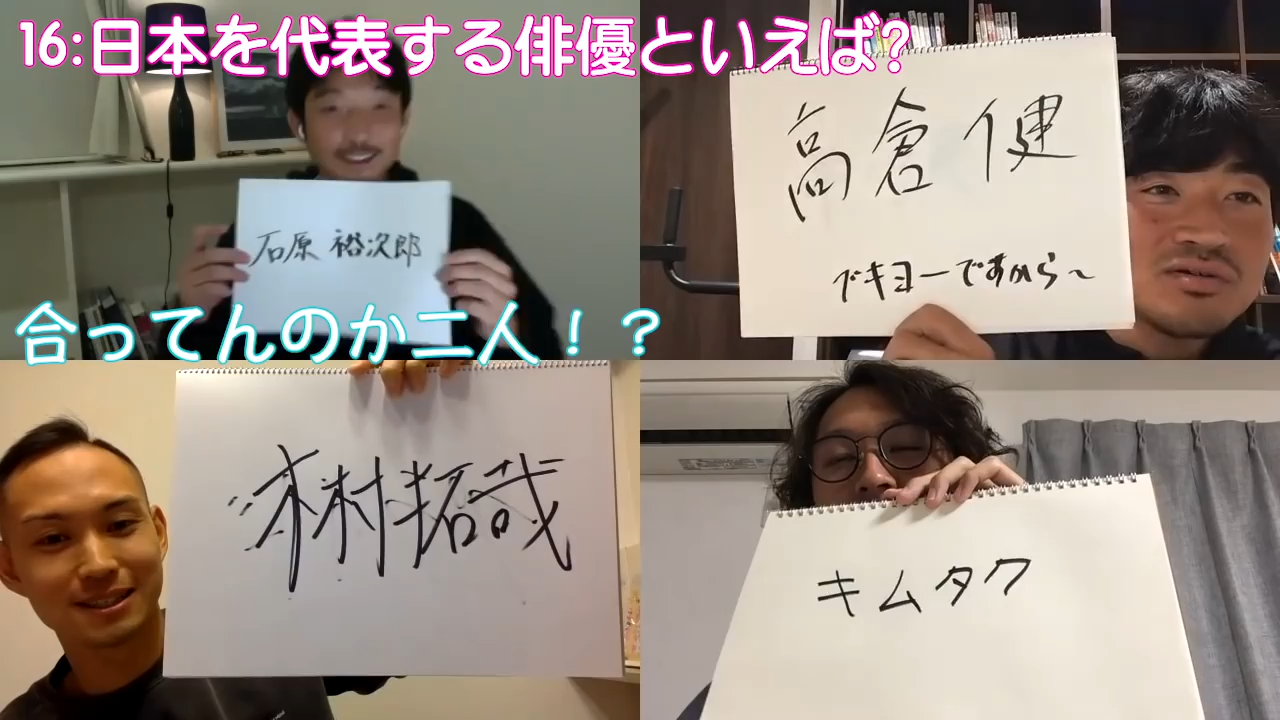 16:日本を代表する俳優といえば?
石原 裕次郎
高倉健
ブキヨーですから~
合ってんのか二人!?
木村拓哉
キムタク